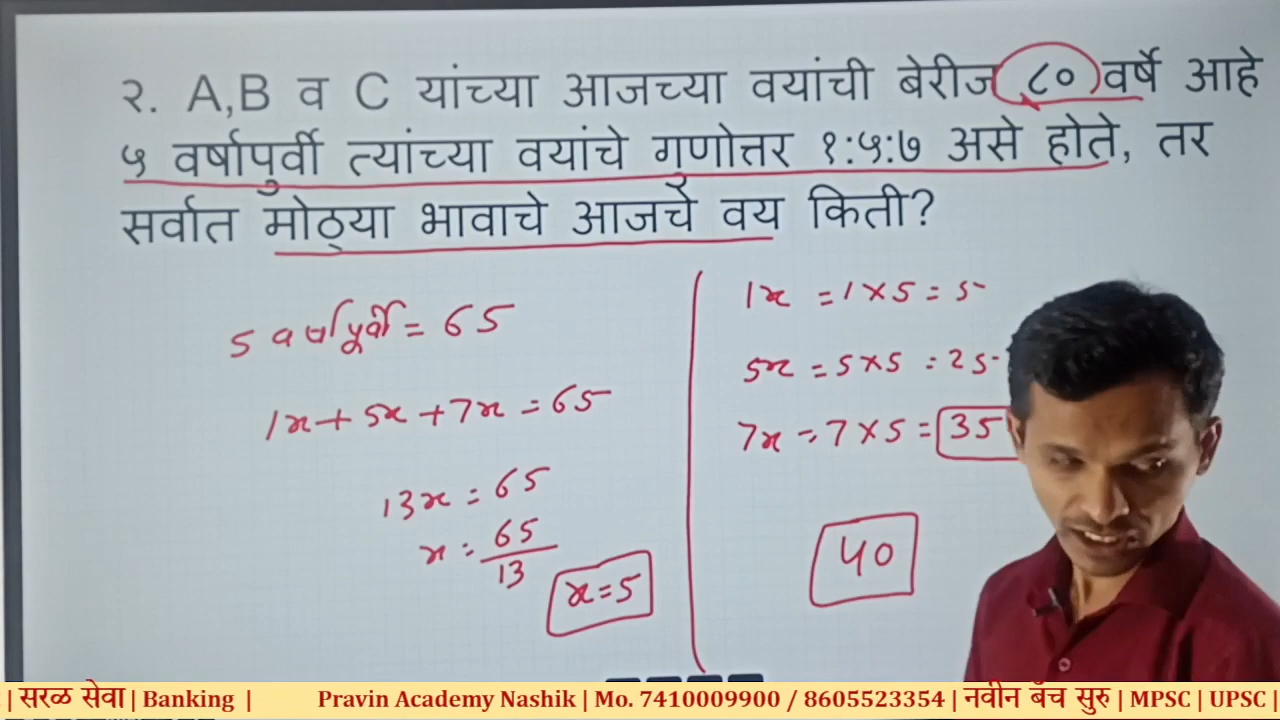 २. A,B व C यांच्या आजच्या वयांची बेरीज ८० वर्षे आहे
५ वर्षापुर्वी त्यांच्या वयांचे गुणोत्तर १:५:७ असे होते, तर
सर्वात मोठ्या भावाचे आजचे वय किती?
5 वर्षापूर्वी = 65
1x + 5x + 7x = 65
13x = 65
x = 65/13
x = 5
1x = 1 × 5 = 5
5x = 5 × 5 = 25
7x = 7 × 5 = 35
40
| सरळ सेवा | Banking | Pravin Academy Nashik | Mo. 7410009900 / 8605523354 | नवीन बॅच सुरु | MPSC | UPSC |